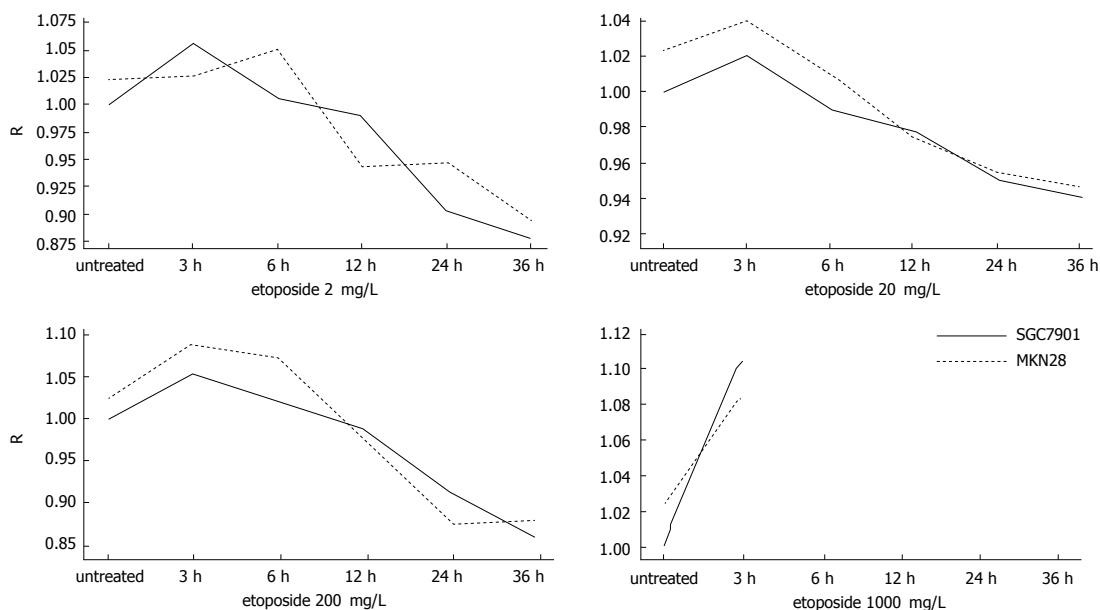 1.075
1.05
1.025
1.00
0.975
0.95
0.925
0.90
0.875
R
untreated 3 h 6 h 12 h 24 h 36 h
etoposide 2 mg/L
1.04
1.02
1.00
0.98
0.96
0.94
0.92
untreated 3 h 6 h 12 h 24 h 36 h
etoposide 20 mg/L
1.10
1.05
1.00
0.95
0.90
0.85
R
untreated 3 h 6 h 12 h 24 h 36 h
etoposide 200 mg/L
1.12
1.10
1.08
1.06
1.04
1.02
1.00
SGC7901
MKN28
untreated 3 h 6 h 12 h 24 h 36 h
etoposide 1000 mg/L